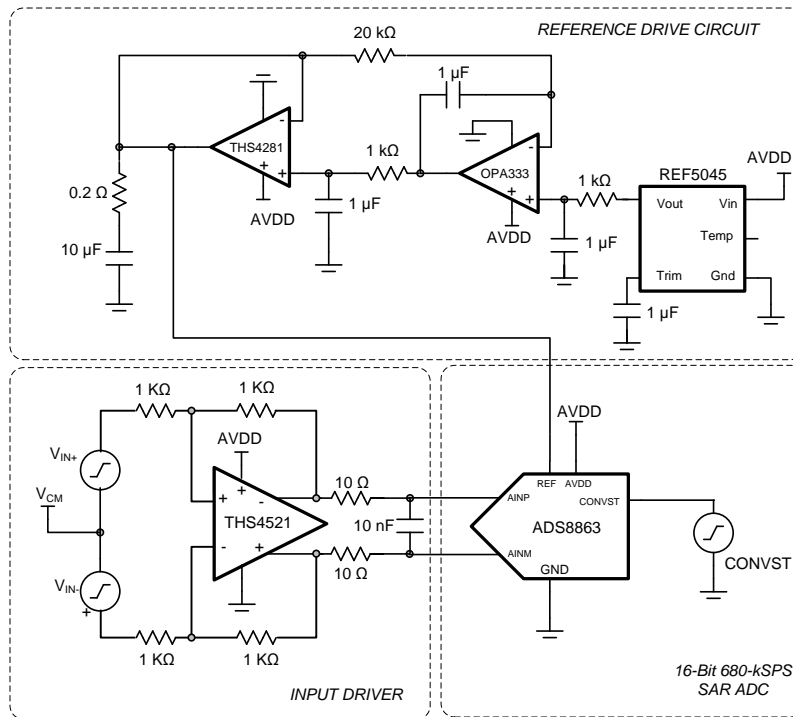 REFERENCE DRIVE CIRCUIT
20 kΩ
1 µF
-
THS4281
+
+
AVDD
1 kΩ
1 µF
-
OPA333
+
+
AVDD
1 kΩ
1 µF
REF5045
AVDD
Vout
Vin
Temp
Trim
Gnd
1 µF
0.2 Ω
10 µF
1 KΩ
1 KΩ
AVDD
VIN+
VCM
VIN-
+
+
+
-
-
+
THS4521
10 Ω
10 nF
10 Ω
1 KΩ
1 KΩ
INPUT DRIVER
AVDD
REF
AVDD
CONVST
AINP
ADS8863
AINM
GND
CONVST
16-Bit 680-kSPS
SAR ADC